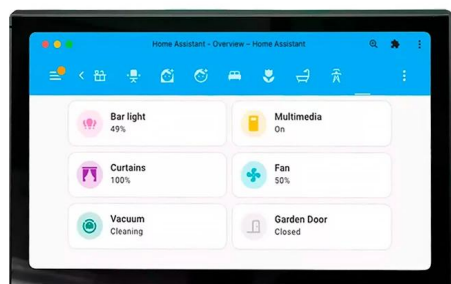 Home Assistant – Overview – Home Assistant
Bar light
49%
Multimedia
On
Curtains
100%
Fan
50%
Vacuum
Cleaning
Garden Door
Closed